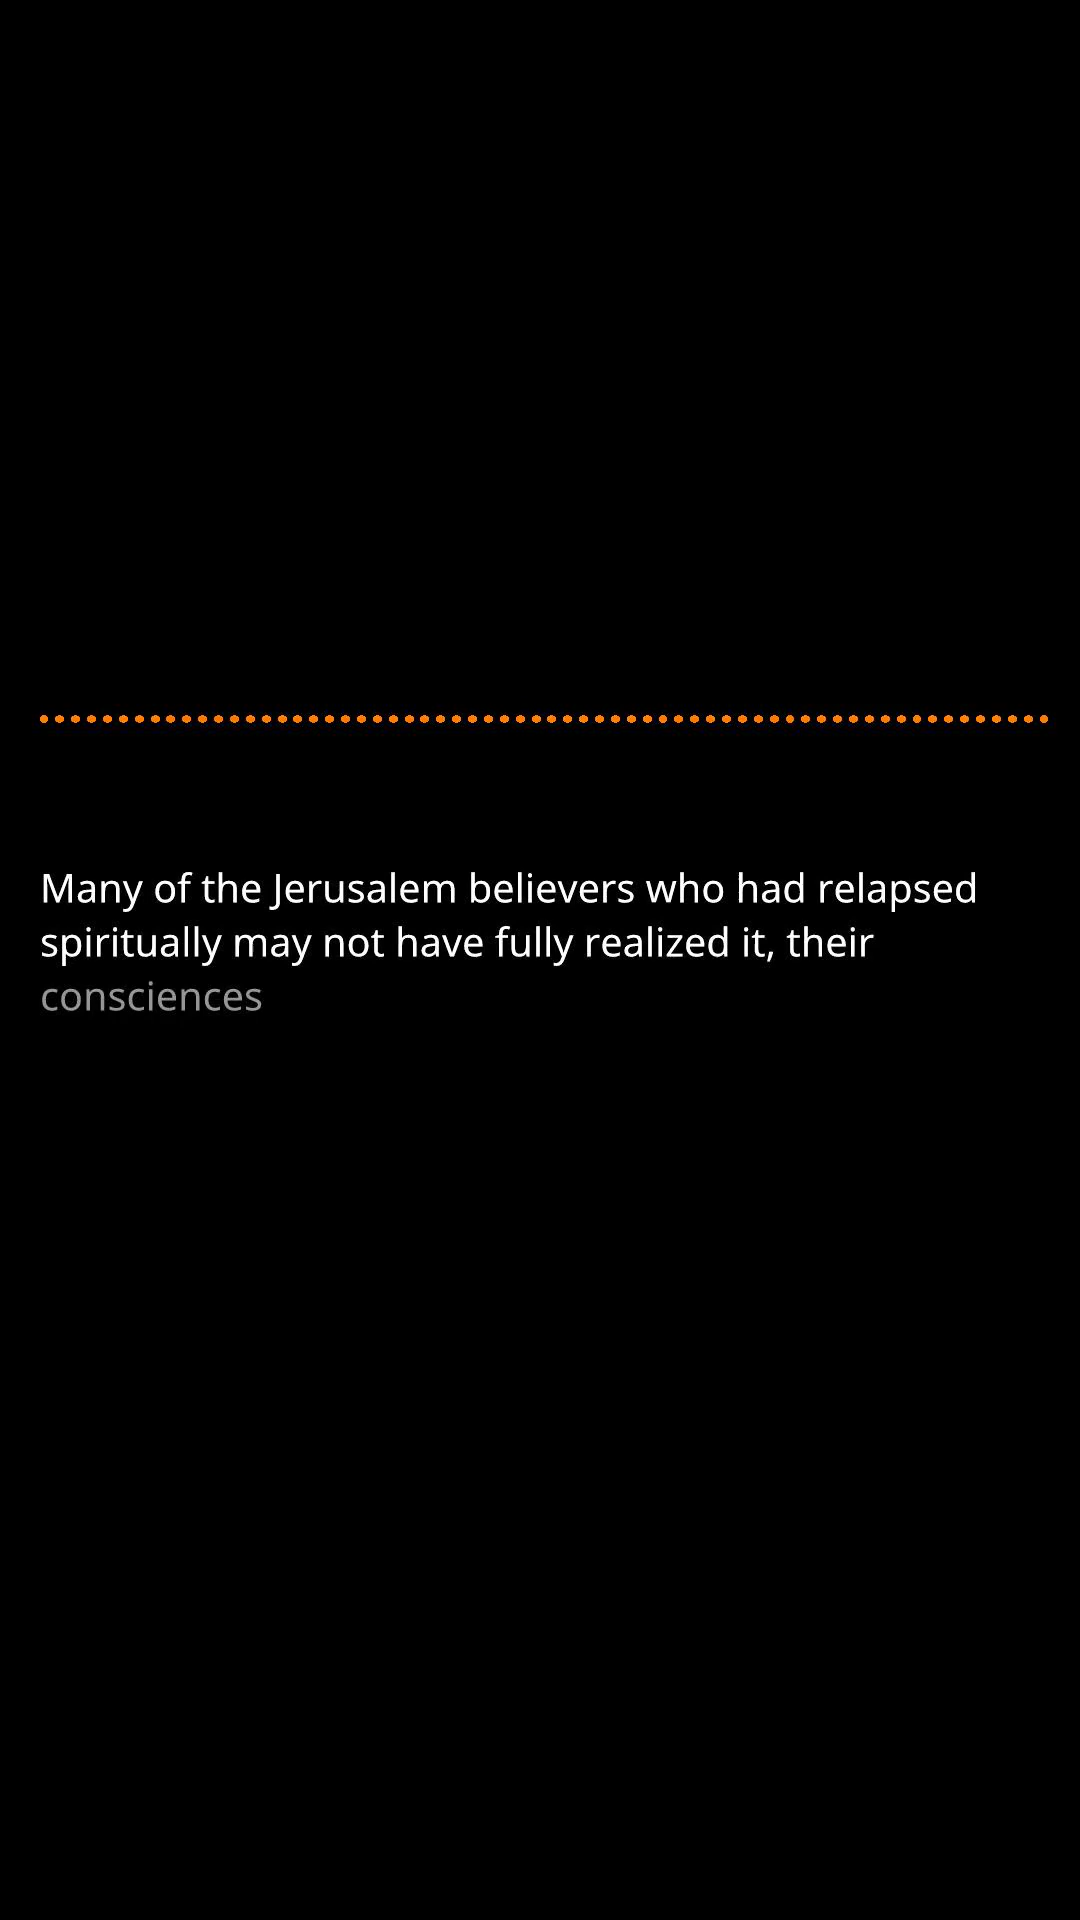 Many of the Jerusalem believers who had relapsed
spiritually may not have fully realized it, their
consciences